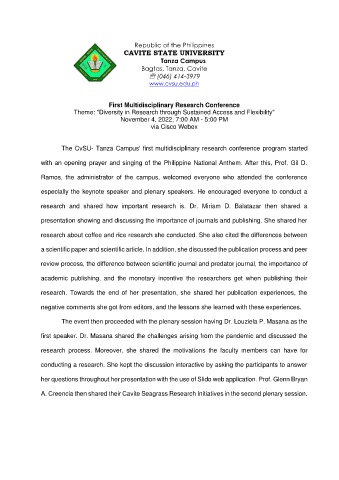 Republic of the Philippines
CAVITE STATE UNIVERSITY
Tanza Campus
Bagtas, Tanza, Cavite
☏ (046) 414-3979
www.cvsu.edu.ph
First Multidisciplinary Research Conference
Theme: "Diversity in Research through Sustained Access and Flexibility"
November 4, 2022, 7:00 AM - 5:00 PM
via Cisco Webex
The CvSU- Tanza Campus' first multidisciplinary research conference program started
with an opening prayer and singing of the Philippine National Anthem. After this, Prof. Gil D.
Ramos, the administrator of the campus, welcomed everyone who attended the conference
especially the keynote speaker and plenary speakers. He encouraged everyone to conduct a
research and shared how important research is. Dr. Miriam D. Balatazar then shared a
presentation showing and discussing the importance of journals and publishing. She shared her
research about coffee and rice research she conducted. She also cited the differences between
a scientific paper and scientific article. In addition, she discussed the publication process and peer
review process, the difference between scientific journal and predator journal, the importance of
academic publishing, and the monetary incentive the researchers get when publishing their
research. Towards the end of her presentation, she shared her publication experiences, the
negative comments she got from editors, and the lessons she learned with these experiences.
The event then proceeded with the plenary session having Dr. Louziela P. Masana as the
first speaker. Dr. Masana shared the challenges arising from the pandemic and discussed the
research process. Moreover, she shared the motivations the faculty members can have for
conducting a research. She kept the discussion interactive by asking the participants to answer
her questions throughout her presentation with the use of Slido web application. Prof. Glenn Bryan
A. Creencia then shared their Cavite Seagrass Research Initiatives in the second plenary session.